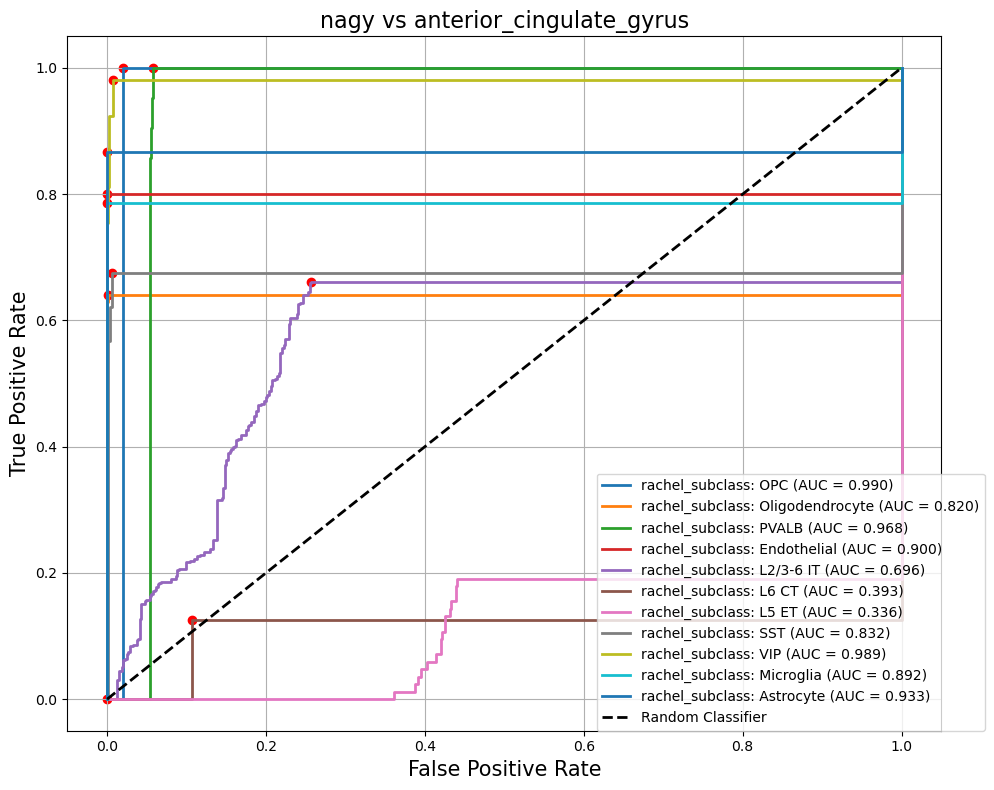 nagy vs anterior_cingulate_gyrus
True Positive Rate
1.0
0.8
0.6
0.4
0.2
0.0
rachel_subclass: OPC (AUC = 0.990)
rachel_subclass: Oligodendrocyte (AUC = 0.820)
rachel_subclass: PVALB (AUC = 0.968)
rachel_subclass: Endothelial (AUC = 0.900)
rachel_subclass: L2/3-6 IT (AUC = 0.696)
rachel_subclass: L6 CT (AUC = 0.393)
rachel_subclass: L5 ET (AUC = 0.336)
rachel_subclass: SST (AUC = 0.832)
rachel_subclass: VIP (AUC = 0.989)
rachel_subclass: Microglia (AUC = 0.892)
rachel_subclass: Astrocyte (AUC = 0.933)
Random Classifier
0.0 0.2 0.4 0.6 0.8 1.0
False Positive Rate